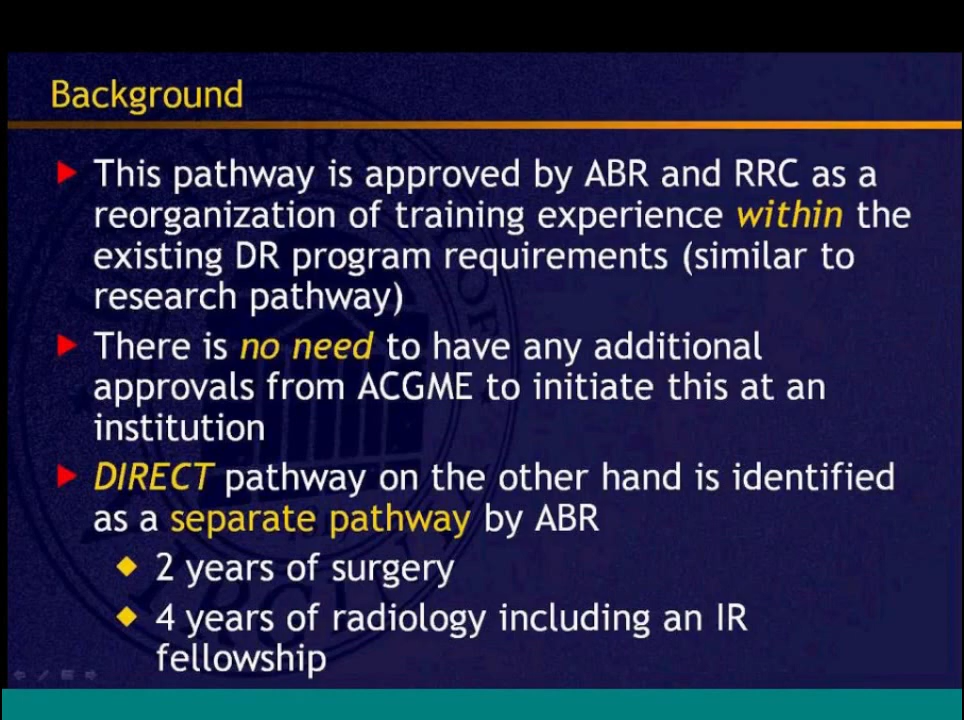 Background
This pathway is approved by ABR and RRC as a
reorganization of training experience within the
existing DR program requirements (similar to
research pathway)
There is no need to have any additional
approvals from ACGME to initiate this at an
institution
DIRECT pathway on the other hand is identified
as a separate pathway by ABR
2 years of surgery
4 years of radiology including an IR
fellowship